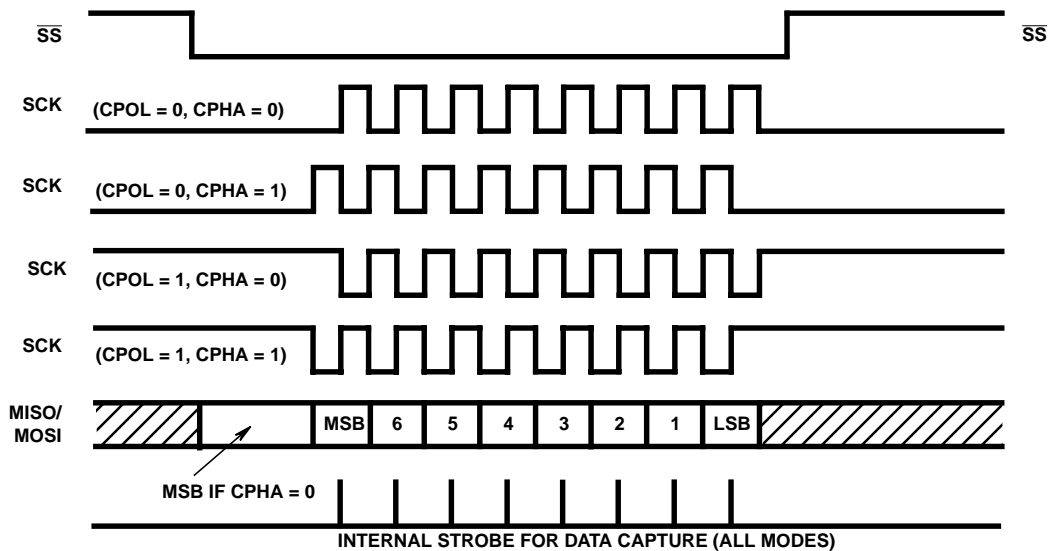 SS SS
SCK (CPOL = 0, CPHA = 0)
SCK (CPOL = 0, CPHA = 1)
SCK (CPOL = 1, CPHA = 0)
SCK (CPOL = 1, CPHA = 1)
MISO/
MOSI
MSB 6 5 4 3 2 1 LSB
MSB IF CPHA = 0
INTERNAL STROBE FOR DATA CAPTURE (ALL MODES)